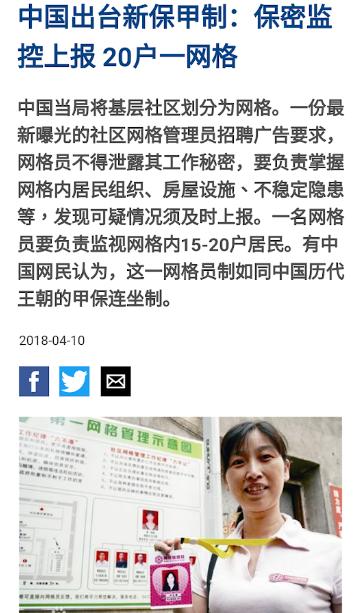 中国出台新保甲制：保密监
控上报 20户一网格
中国当局将基层社区划分为网格。一份最
新曝光的社区网格管理员招聘广告要求，
网格员不得泄露其工作秘密，要负责掌握
网格内居民组织、房屋设施、不稳定隐患
等，发现可疑情况须及时上报。一名网格
员要负责监视网格内15-20户居民。有中
国网民认为，这一网格员制如同中国历代
王朝的甲保连坐制。
2018-04-10
第一网格管理示意图